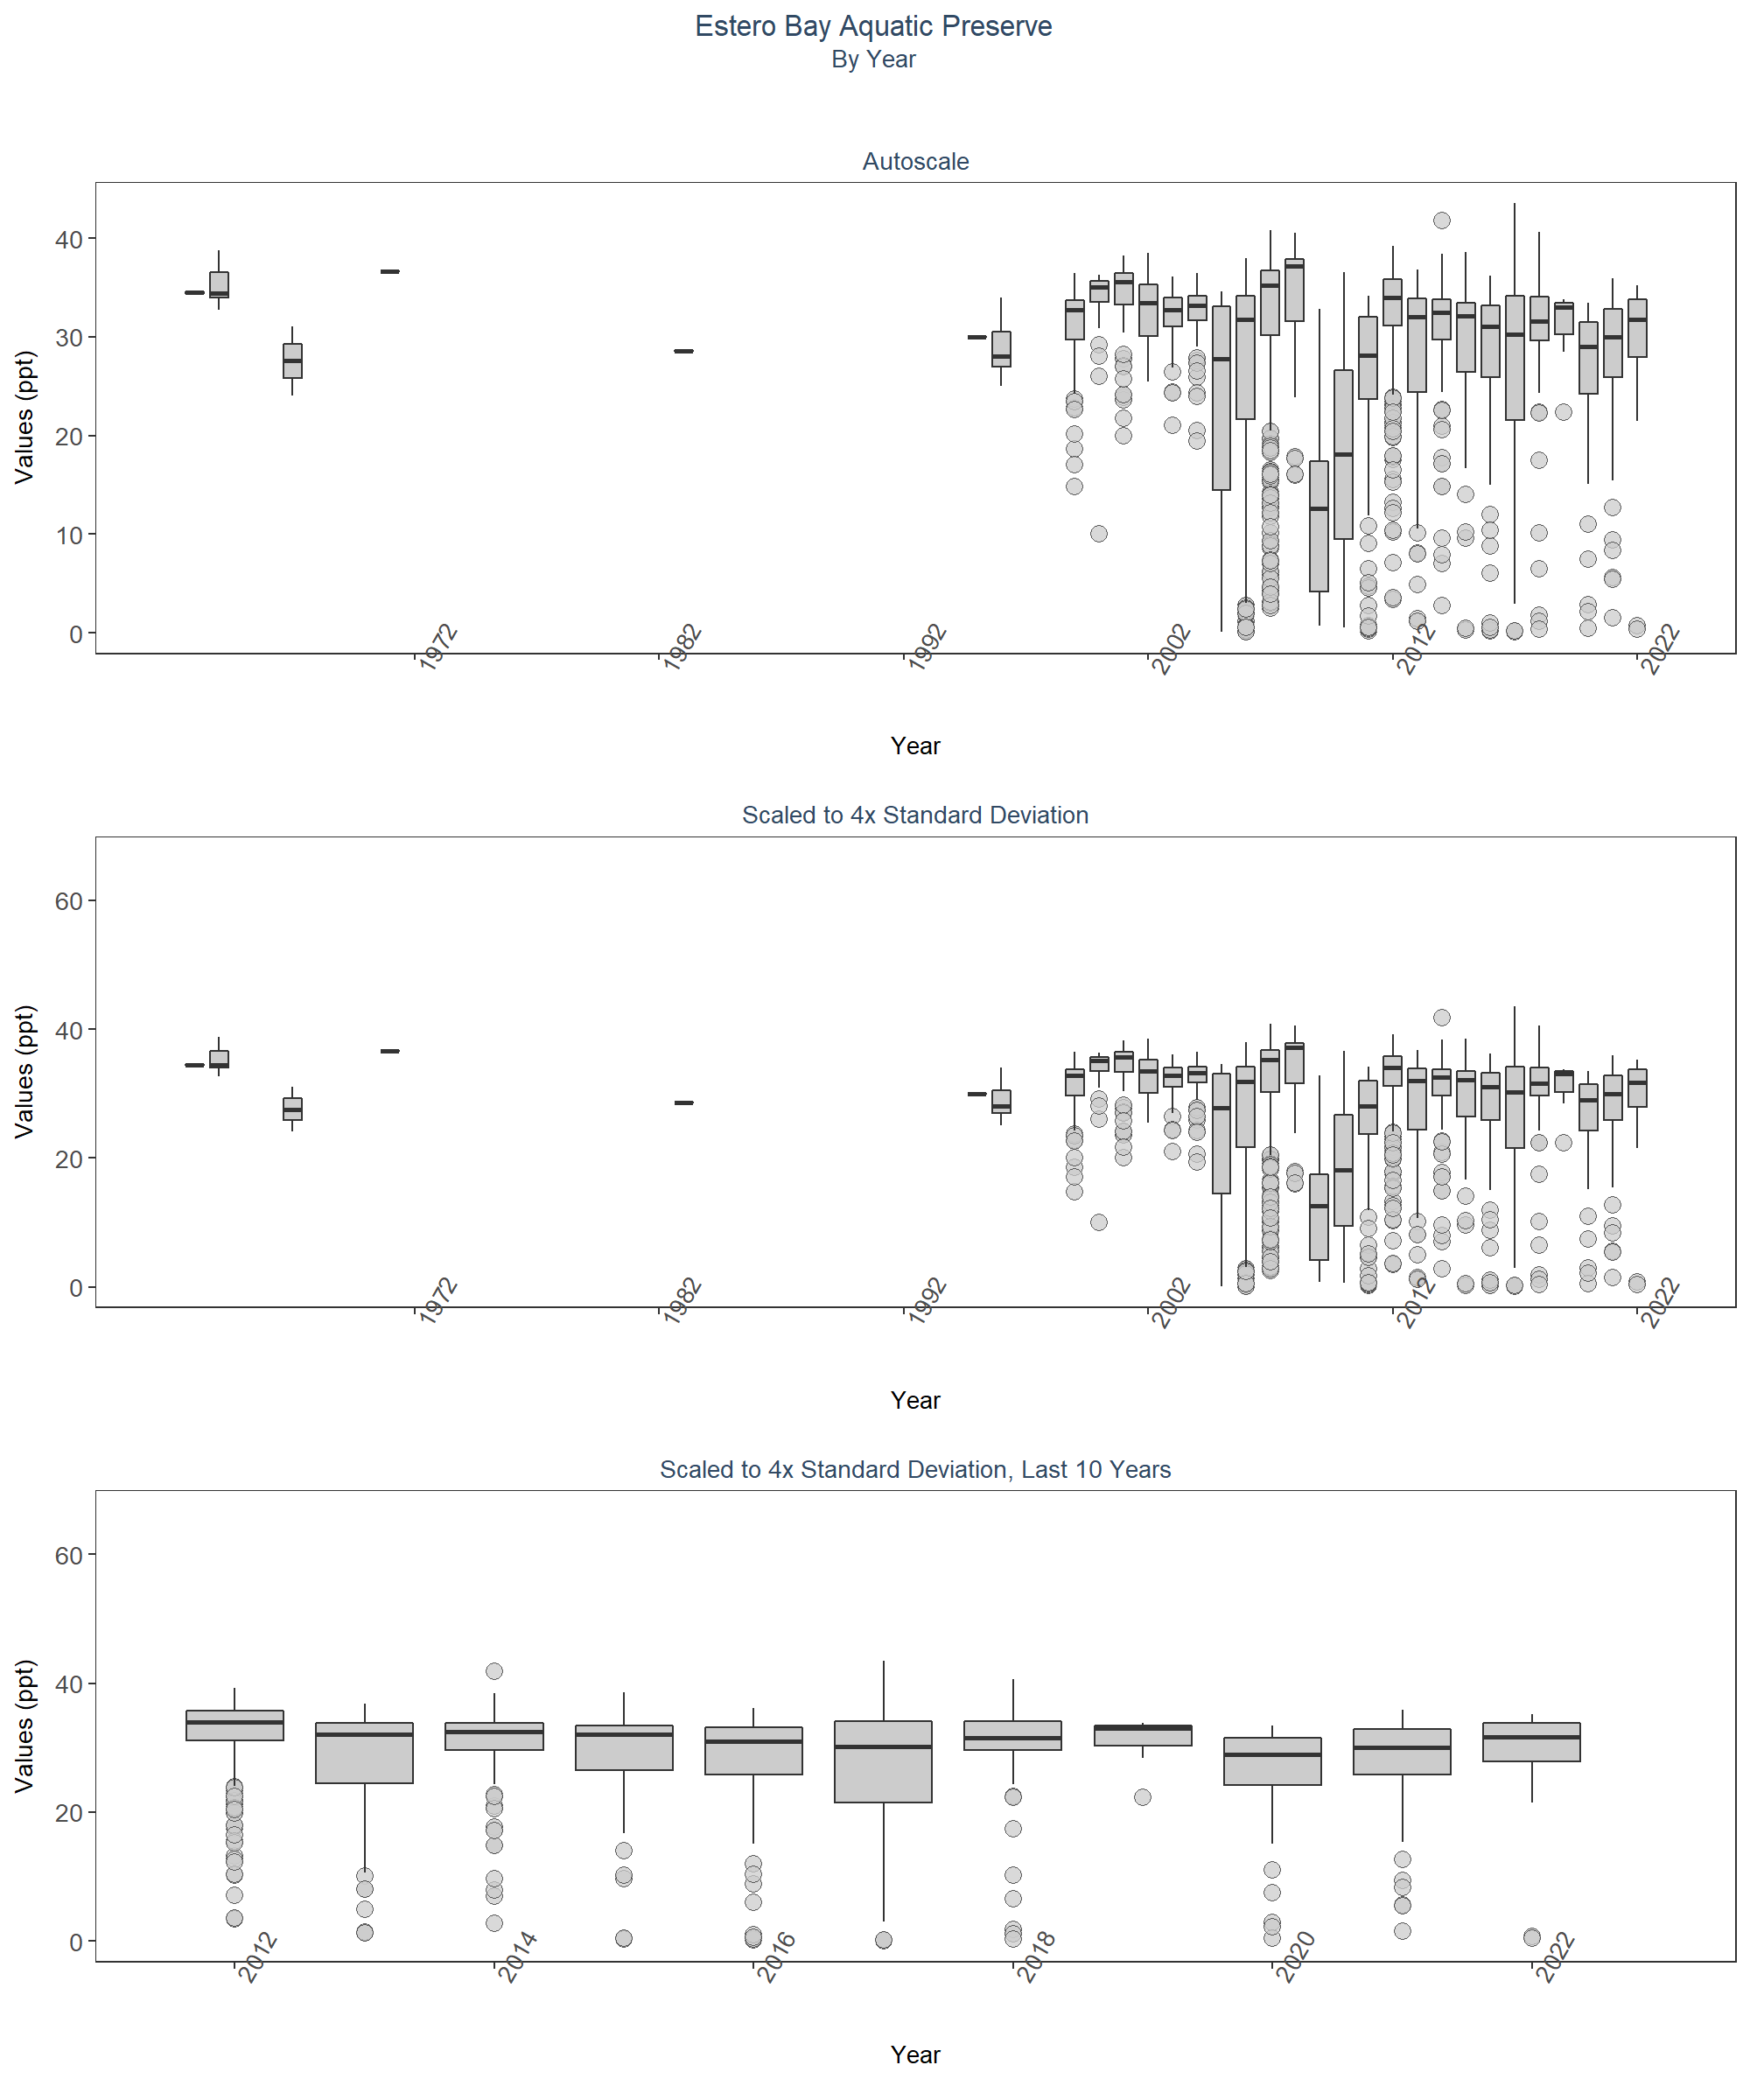 Estero Bay Aquatic Preserve
By Year
Autoscale
Values (ppt)
40
30
20
10
0
1972
1982
1992
2002
2012
2022
Year
Scaled to 4x Standard Deviation
Values (ppt)
60
40
20
0
1972
1982
1992
2002
2012
2022
Year
Scaled to 4x Standard Deviation, Last 10 Years
Values (ppt)
60
40
20
0
2012
2014
2016
2018
2020
2022
Year